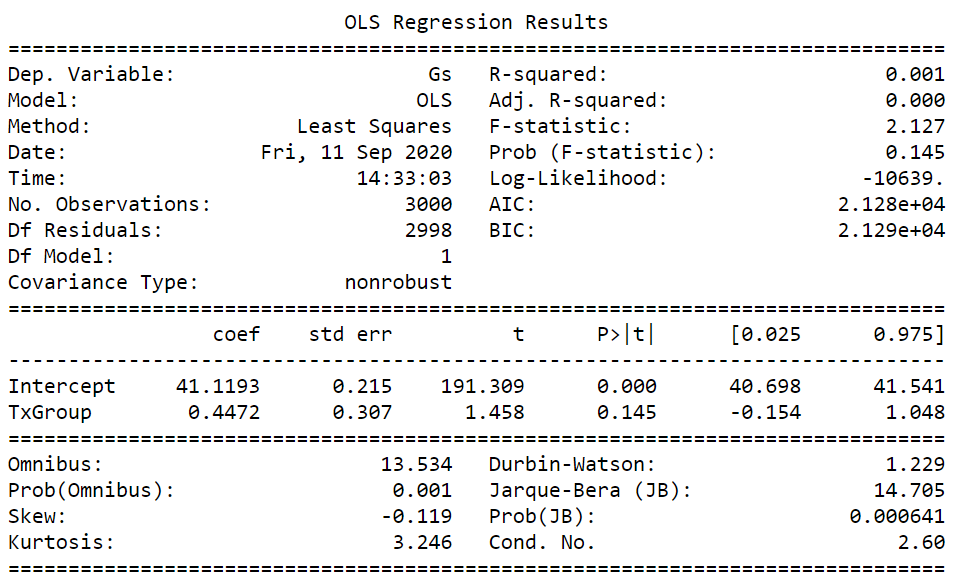 OLS Regression Results
==============================================================================
Dep. Variable:                     Gs   R-squared:                       0.001
Model:                            OLS   Adj. R-squared:                  0.000
Method:                 Least Squares   F-statistic:                     2.127
Date:                Fri, 11 Sep 2020   Prob (F-statistic):              0.145
Time:                        14:33:03   Log-Likelihood:                -10639.
No. Observations:                3000   AIC:                         2.128e+04
Df Residuals:                    2998   BIC:                         2.129e+04
Df Model:                           1
Covariance Type:            nonrobust
==============================================================================
                 coef    std err          t      P>|t|      [0.025      0.975]
------------------------------------------------------------------------------
Intercept     41.1193      0.215    191.309      0.000      40.698      41.541
TxGroup        0.4472      0.307      1.458      0.145      -0.154       1.048
==============================================================================
Omnibus:                       13.534   Durbin-Watson:                   1.229
Prob(Omnibus):                  0.001   Jarque-Bera (JB):               14.705
Skew:                          -0.119   Prob(JB):                     0.000641
Kurtosis:                       3.246   Cond. No.                         2.60
==============================================================================